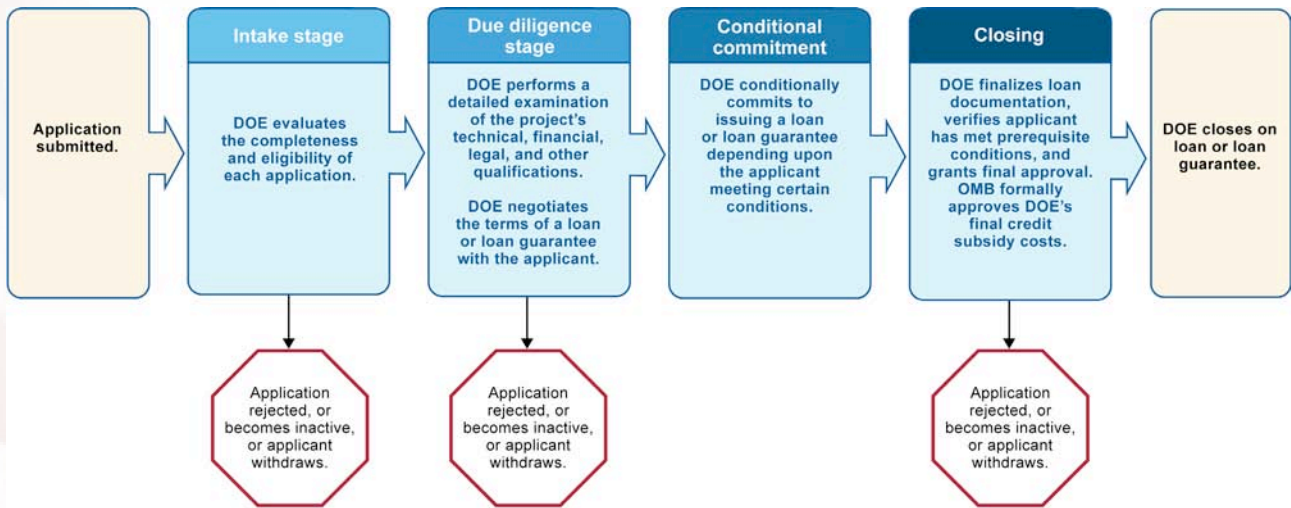 Application
submitted.
Intake stage
DOE evaluates
the completeness
and eligibility of
each application.
Due diligence
stage
DOE performs a
detailed examination
of the project's
technical, financial,
legal, and other
qualifications.
DOE negotiates
the terms of a loan
or loan guarantee
with the applicant.
Conditional
commitment
DOE conditionally
commits to
issuing a loan
or loan guarantee
depending upon
the applicant
meeting certain
conditions.
Closing
DOE finalizes loan
documentation,
verifies applicant
has met prerequisite
conditions, and
grants final approval.
OMB formally
approves DOE's
final credit
subsidy costs.
DOE closes on
loan or loan
guarantee.
Application
rejected, or
becomes inactive,
or applicant
withdraws.
Application
rejected, or
becomes inactive,
or applicant
withdraws.
Application
rejected, or
becomes inactive,
or applicant
withdraws.